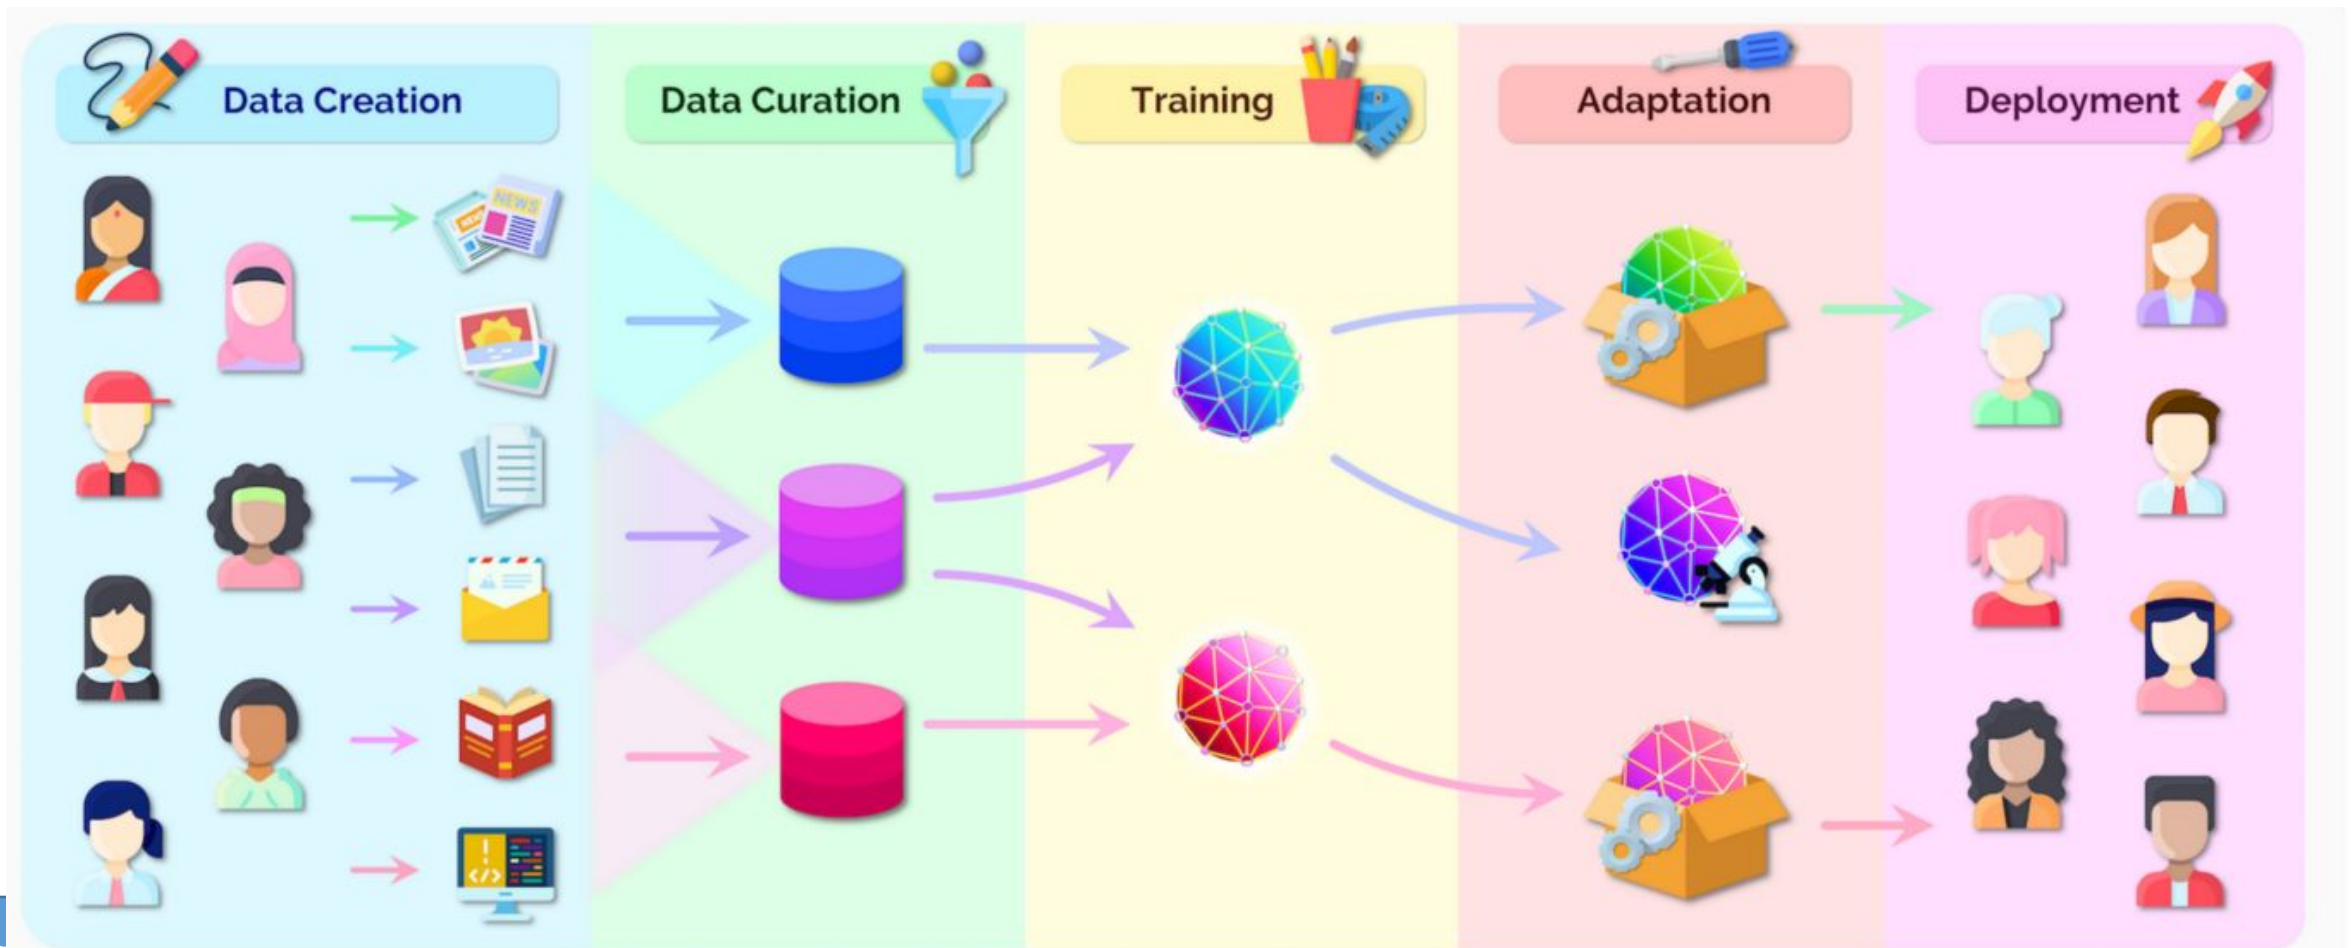 Data Creation
Data Curation
Training
Adaptation
Deployment
NEWS